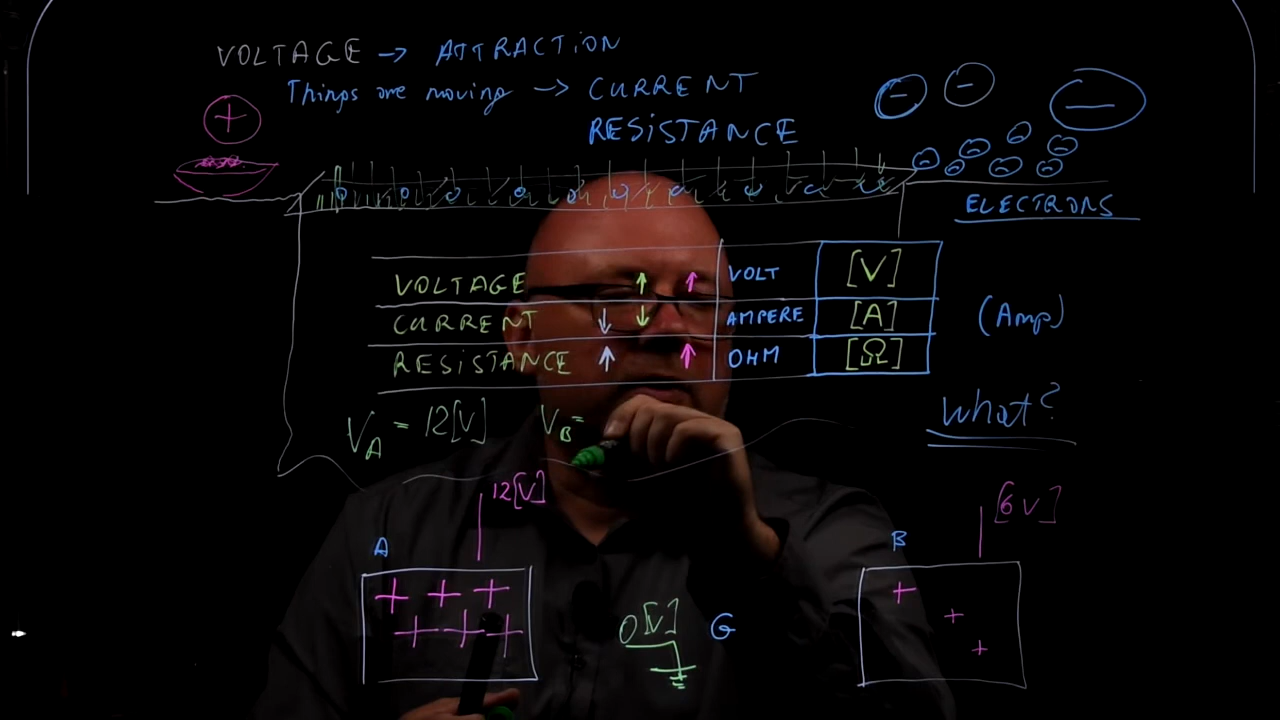 VOLTAGE → ATTRACTION
Things are moving → CURRENT
RESISTANCE
+
- - -
- - - - - - -
ELECTRONS
VOLTAGE ↑ ↑ VOLT [V]
CURRENT ↓ ↓ AMPERE [A] (Amp)
RESISTANCE ↑ ↑ OHM [Ω]
V_A = 12[V] V_B =
What?
12[V] [6V]
A B
+ + + +
+ + + +
+
0[V] G